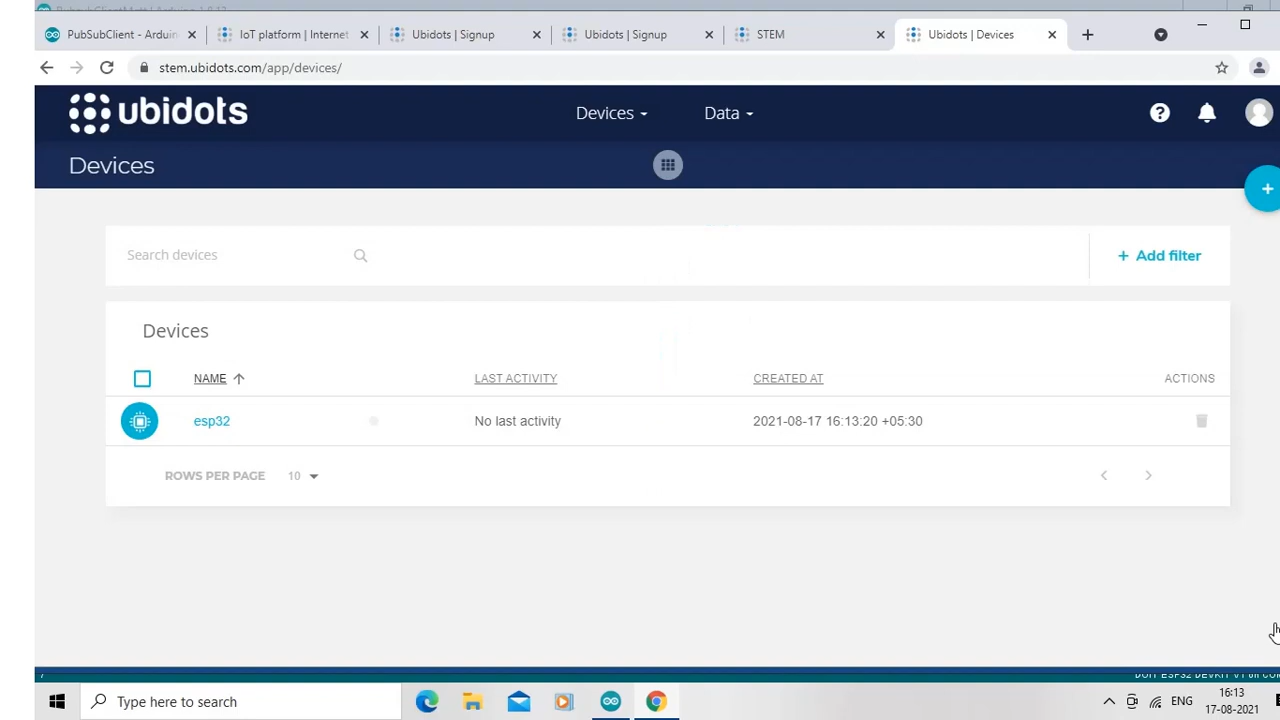 PubSubClient - Arduin
IoT platform | Internet
Ubidots | Signup
Ubidots | Signup
STEM
Ubidots | Devices
stem.ubidots.com/app/devices/
ubidots
Devices
Data
Devices
Search devices
+ Add filter
Devices
NAME
LAST ACTIVITY
CREATED AT
ACTIONS
esp32
No last activity
2021-08-17 16:13:20 +05:30
ROWS PER PAGE
10
Type here to search
ENG
16:13
17-08-2021